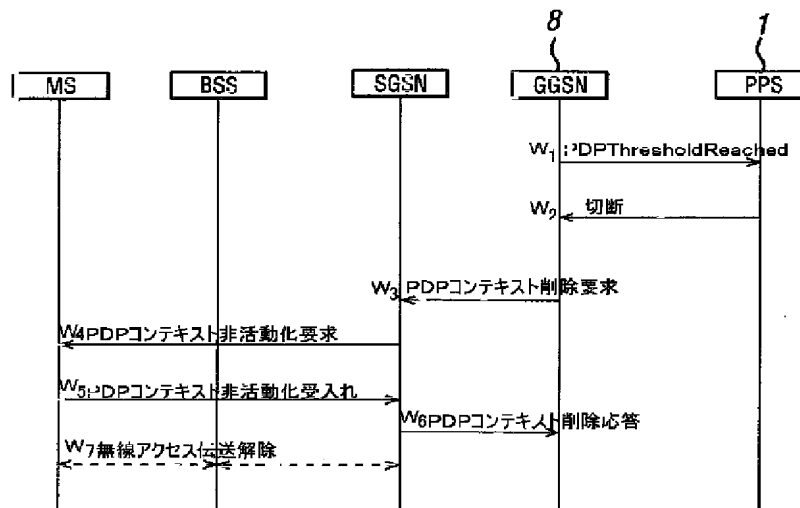 8 1
MS BSS SGSN GGSN PPS
W1 PDPThresholdReached
W2 切断
W3 PDPコンテキスト削除要求
W4PDPコンテキスト非活動化要求
W5PDPコンテキスト非活動化受入れ
W6PDPコンテキスト削除応答
W7無線アクセス伝送解除